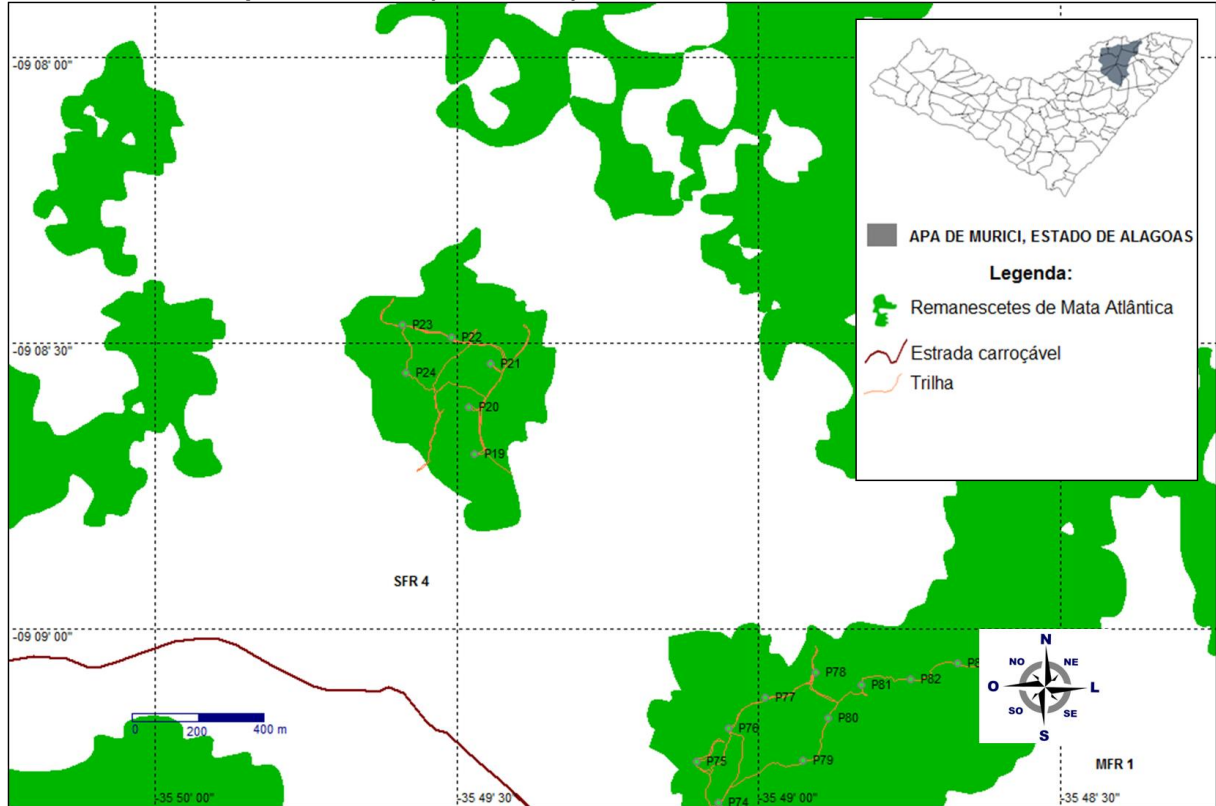 -09 08' 00"
APA DE MURICI, ESTADO DE ALAGOAS
Legenda:
Remanescetes de Mata Atlântica
Estrada carroçável
Trilha
-09 08' 30"
P23
P22
P21
P24
P20
P19
SFR 4
-09 09' 00"
P78
P81
P82
P77
P80
P76
P75
P79
P74
N
NO
NE
O
L
SO
SE
S
MFR 1
0 200 400 m
-35 50' 00"
-35 49' 30"
-35 49' 00"
-35 48' 30"